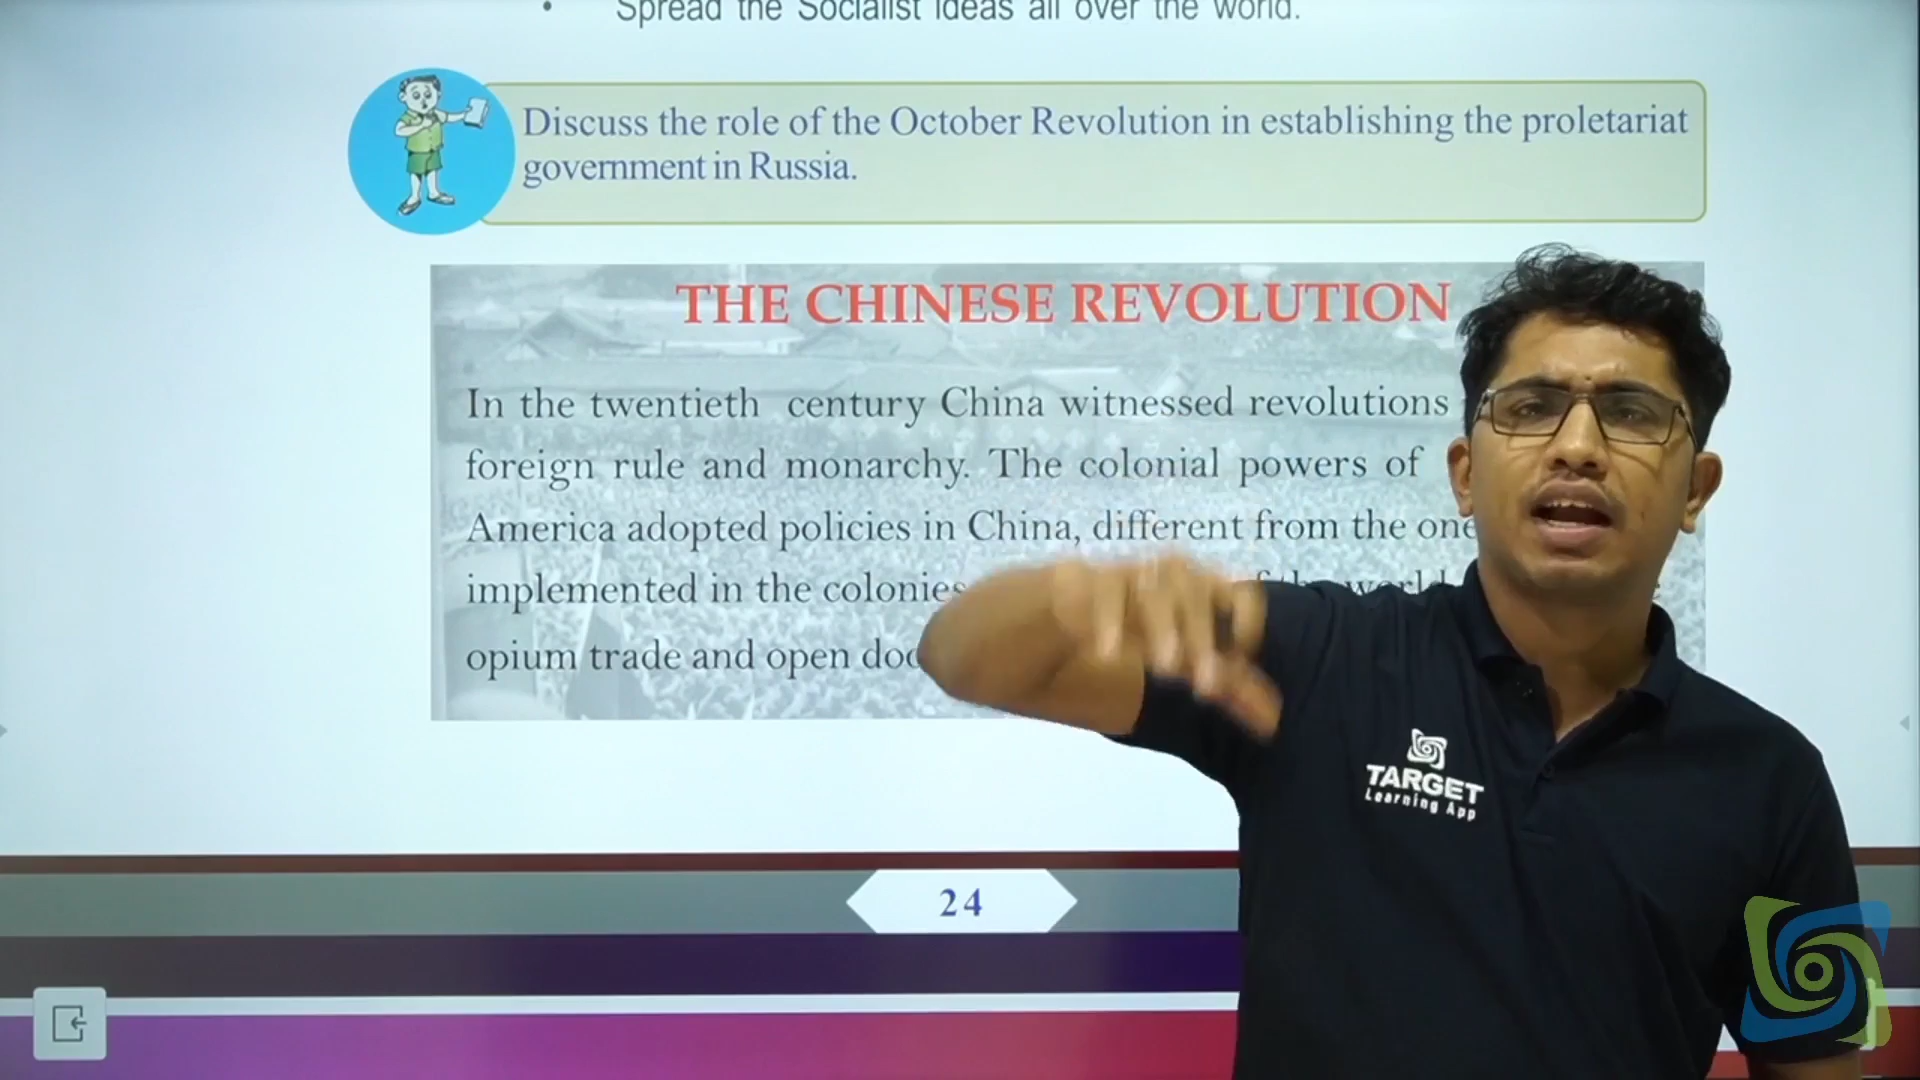 Spread the Socialist ideas all over the world.
Discuss the role of the October Revolution in establishing the proletariat
government in Russia.
THE CHINESE REVOLUTION
In the twentieth century China witnessed revolutions
foreign rule and monarchy. The colonial powers of
America adopted policies in China, different from the one
implemented in the colonies
opium trade and open
24
TARGET
Learning App